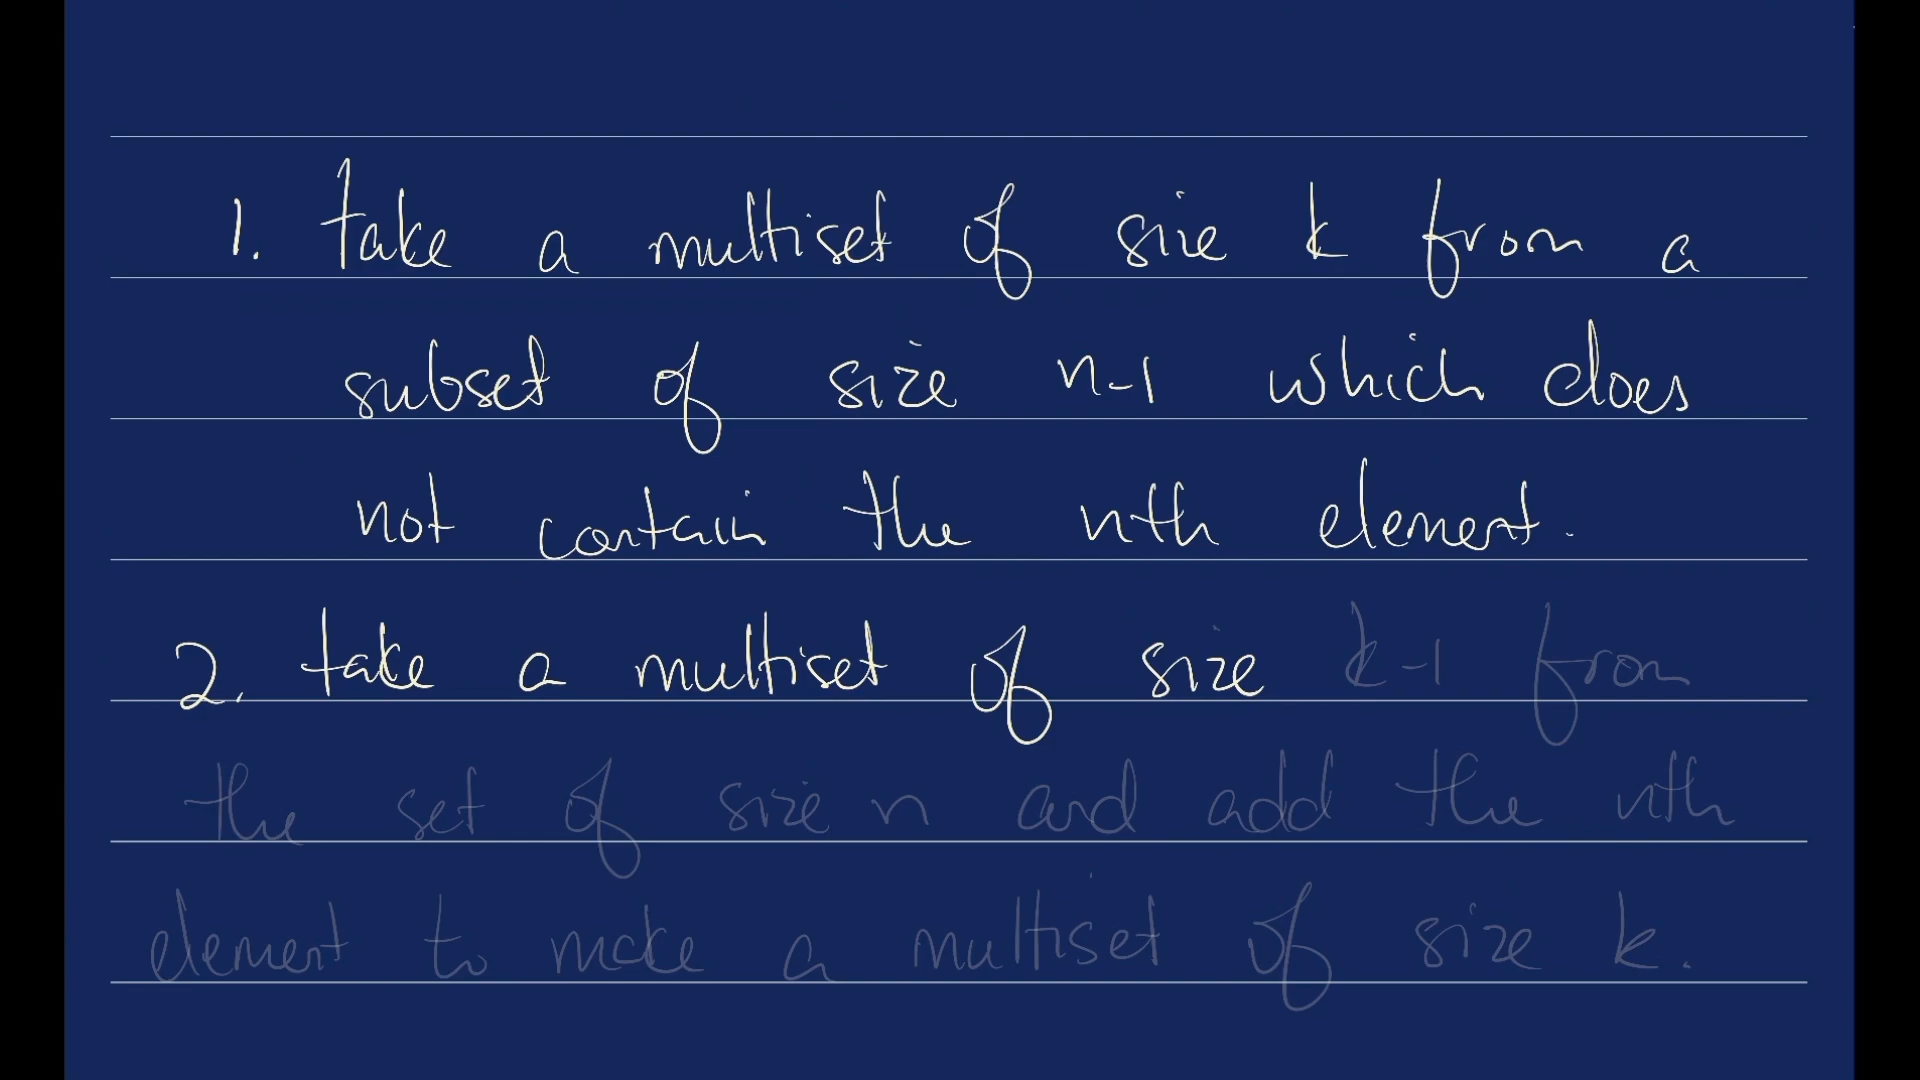 1. take a multiset of size k from a
subset of size n-1 which does
not contain the nth element.
2. take a multiset of size k-1 from
the set of size n and add the nth
element to make a multiset of size k.